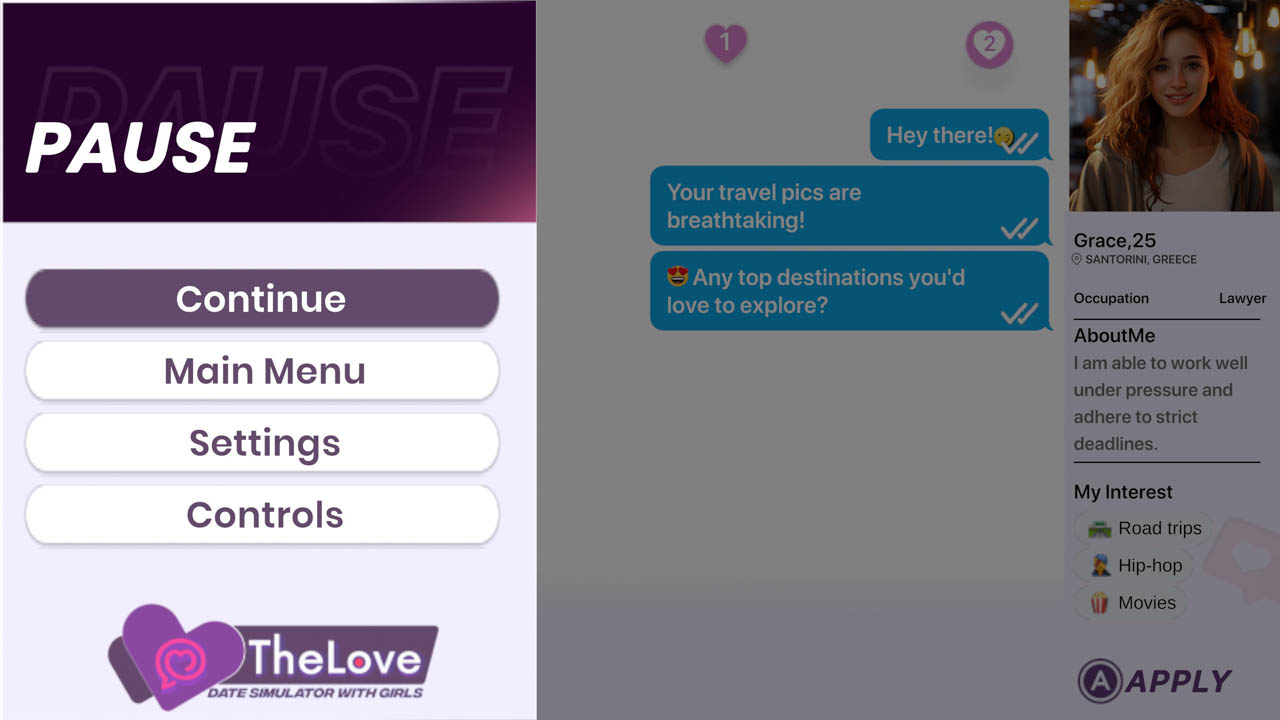 PAUSE
PAUSE
Continue
Main Menu
Settings
Controls
TheLove
DATE SIMULATOR WITH GIRLS
1
2
Hey there!🤔
Your travel pics are
breathtaking!
😍 Any top destinations you'd
love to explore?
Grace,25
SANTORINI, GREECE
Occupation Lawyer
AboutMe
I am able to work well
under pressure and
adhere to strict
deadlines.
My Interest
Road trips
Hip-hop
Movies
A APPLY